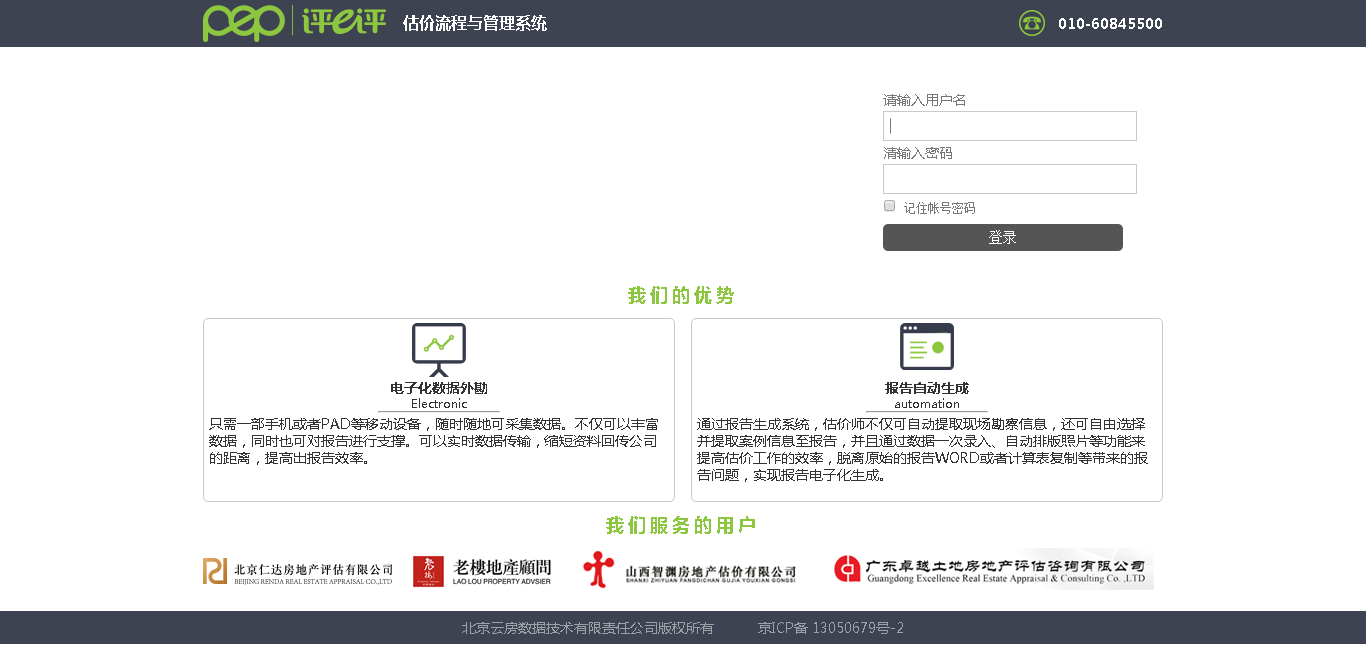 pep 评e评 估价流程与管理系统 010-60845500
请输入用户名
请输入密码
记住帐号密码
登录
我们的优势
电子化数据外勘
Electronic
只需一部手机或者PAD等移动设备，随时随地可采集数据。不仅可以丰富
数据，同时也可对报告进行支撑。可以实时数据传输，缩短资料回传公司
的距离，提高出报告效率。
报告自动生成
automation
通过报告生成系统，估价师不仅可自动提取现场勘察信息，还可自由选择
并提取案例信息至报告，并且通过数据一次录入、自动排版照片等功能来
提高估价工作的效率，脱离原始的报告WORD或者计算表复制等带来的报
告问题，实现报告电子化生成。
我们服务的用户
北京仁达房地产评估有限公司
BEIJING RENDA REAL ESTATE APPRAISAL CO.,LTD
老楼地產顧問
LAO LOU PROPERTY ADVSIER
山西智渊房地产估价有限公司
SHANXI ZHIYUAN FANGDICHAN GUJIA YOUXIAN GONGSI
广东卓越土地房地产评估咨询有限公司
Guangdong Excellence Real Estate Appraisal & Consulting Co.,LTD
北京云房数据技术有限责任公司版权所有 京ICP备 13050679号-2